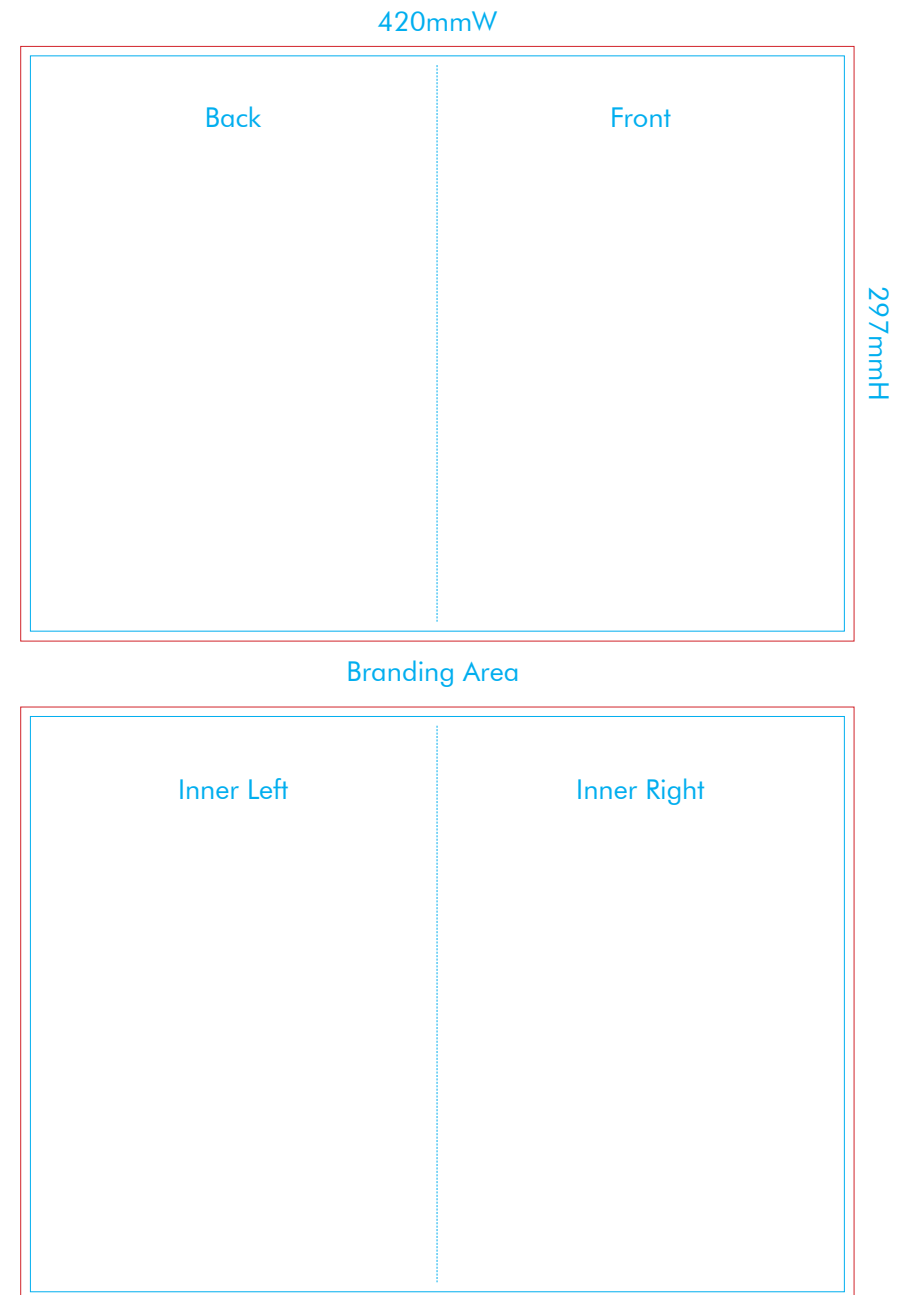 420mmW
Back
Front
297mmH
Branding Area
Inner Left
Inner Right